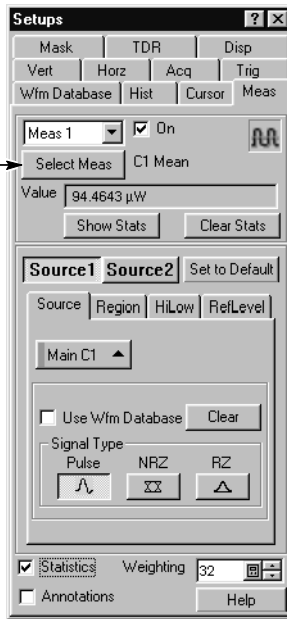 Setups
Mask TDR Disp
Vert Horz Acq Trig
Wfm Database Hist Cursor Meas
Meas 1 On
Select Meas C1 Mean
Value 94.4643 µW
Show Stats Clear Stats
Source1 Source2 Set to Default
Source Region HiLow RefLevel
Main C1
Use Wfm Database Clear
Signal Type
Pulse NRZ RZ
Statistics Weighting 32
Annotations Help